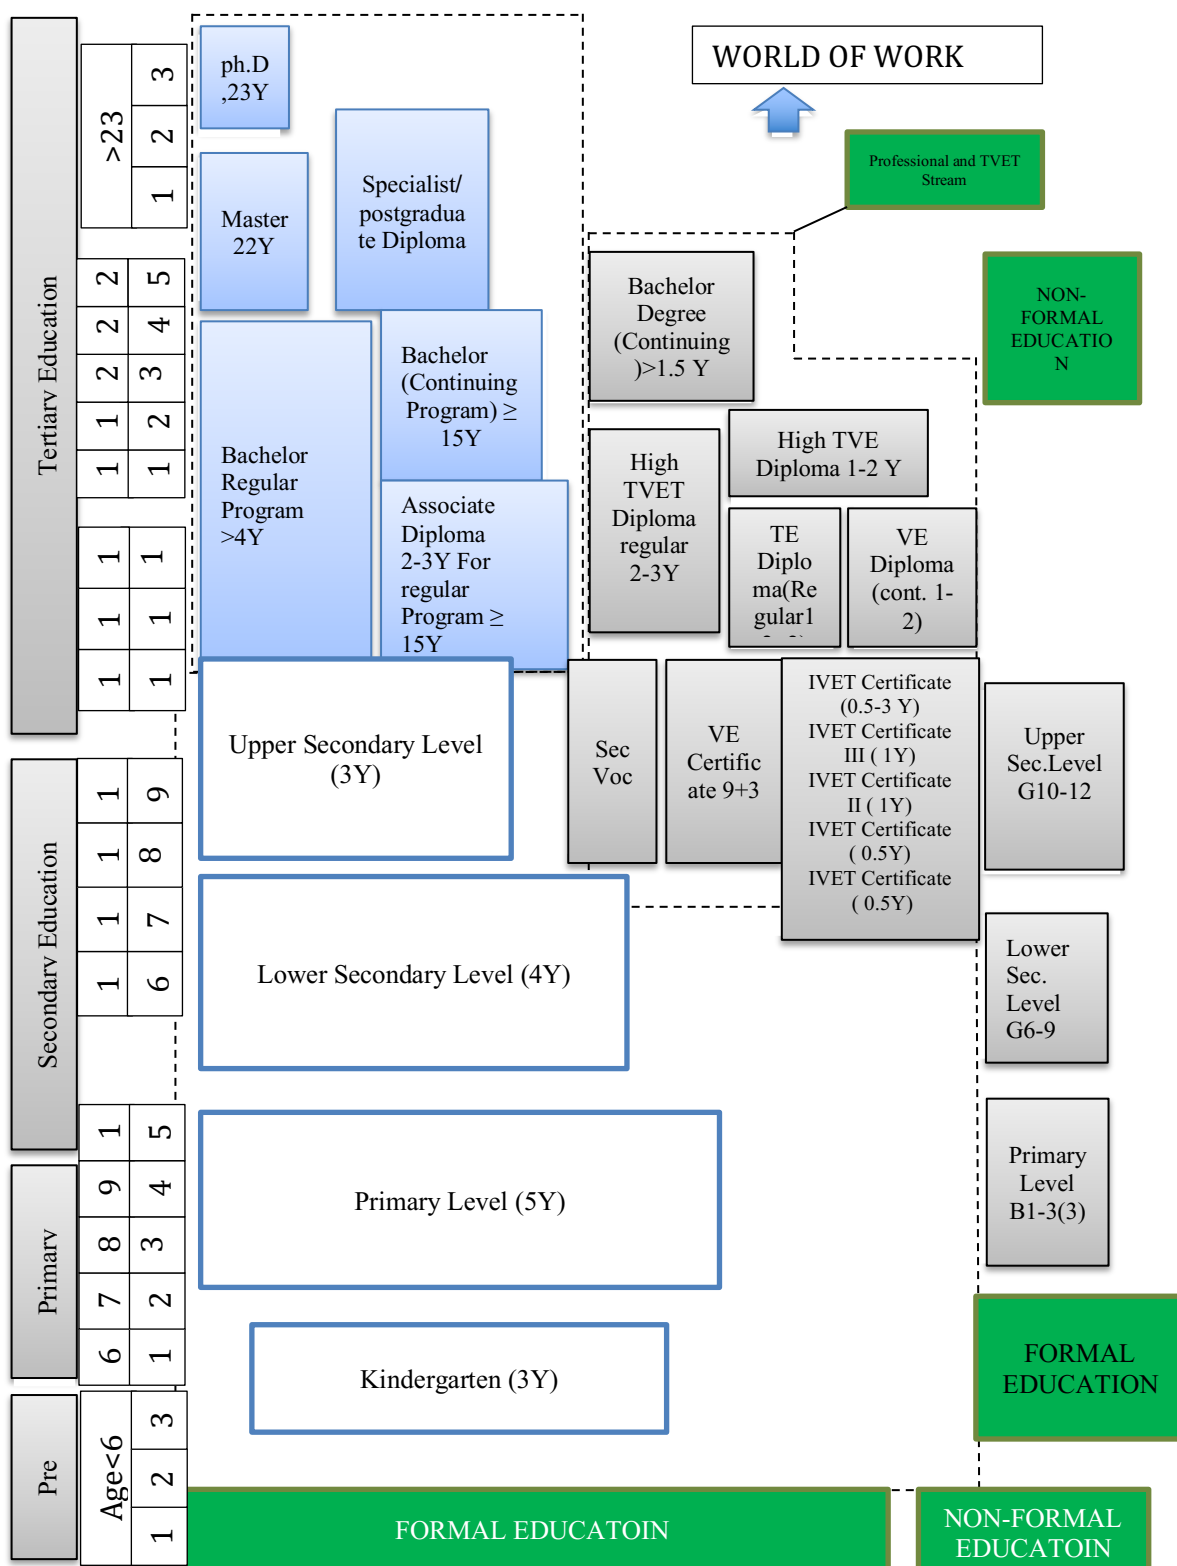 WORLD OF WORK
Professional and TVET
Stream
NON-
FORMAL
EDUCATIO
N
Tertiary Education
>23
3
2
1
2
2
2
1
1
5
4
3
2
1
1
1
1
1
1
1
ph.D
,23Y
Master
22Y
Specialist/
postgradua
te Diploma
Bachelor
Regular
Program
>4Y
Bachelor
(Continuing
Program) ≥
15Y
Associate
Diploma
2-3Y For
regular
Program ≥
15Y
Bachelor
Degree
(Continuing
)>1.5 Y
High
TVET
Diploma
regular
2-3Y
High TVE
Diploma 1-2 Y
TE
Diplo
ma(Re
gular1
VE
Diploma
(cont. 1-
2)
Upper Secondary Level
(3Y)
Sec
Voc
VE
Certific
ate 9+3
IVET Certificate
(0.5-3 Y)
IVET Certificate
III ( 1Y)
IVET Certificate
II ( 1Y)
IVET Certificate
( 0.5Y)
IVET Certificate
( 0.5Y)
Upper
Sec.Level
G10-12
Secondary Education
1
1
1
1
9
8
7
6
Lower Secondary Level (4Y)
Lower
Sec.
Level
G6-9
Primary
1
9
8
7
6
5
4
3
2
1
Primary Level (5Y)
Primary
Level
B1-3(3)
Kindergarten (3Y)
FORMAL
EDUCATION
Pre
Age<6
3
2
1
FORMAL EDUCATOIN
NON-FORMAL
EDUCATOIN